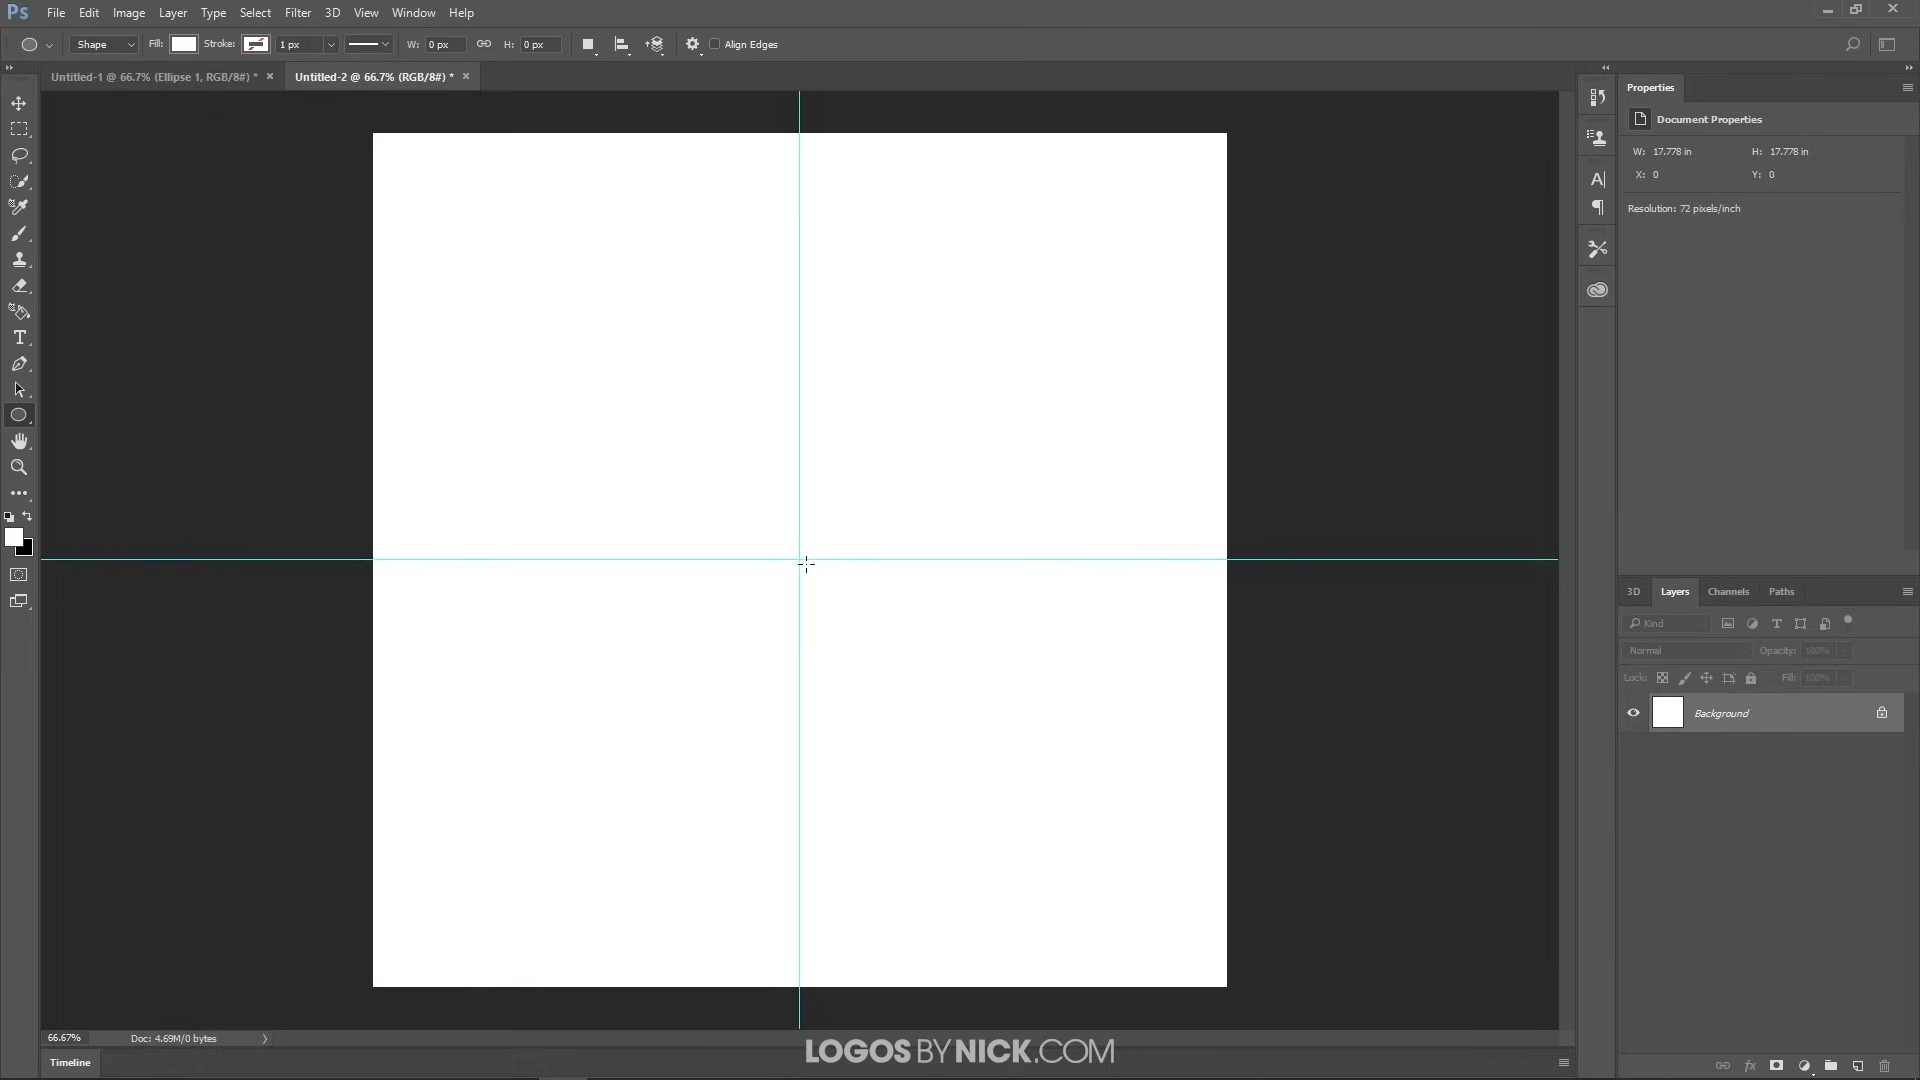 Ps File Edit Image Layer Type Select Filter 3D View Window Help
Shape Fill: Stroke: 1 px W: 0 px H: 0 px Align Edges
Untitled-1 @ 66.7% (Ellipse 1, RGB/8#) * Untitled-2 @ 66.7% (RGB/8#) *
Properties
Document Properties
W: 17.778 in H: 17.778 in
X: 0 Y: 0
Resolution: 72 pixels/inch
3D Layers Channels Paths
Kind
Normal Opacity: 100%
Lock: Fill: 100%
Background
66.67% Doc: 4.69M/0 bytes
LOGOS BY NICK.COM
Timeline